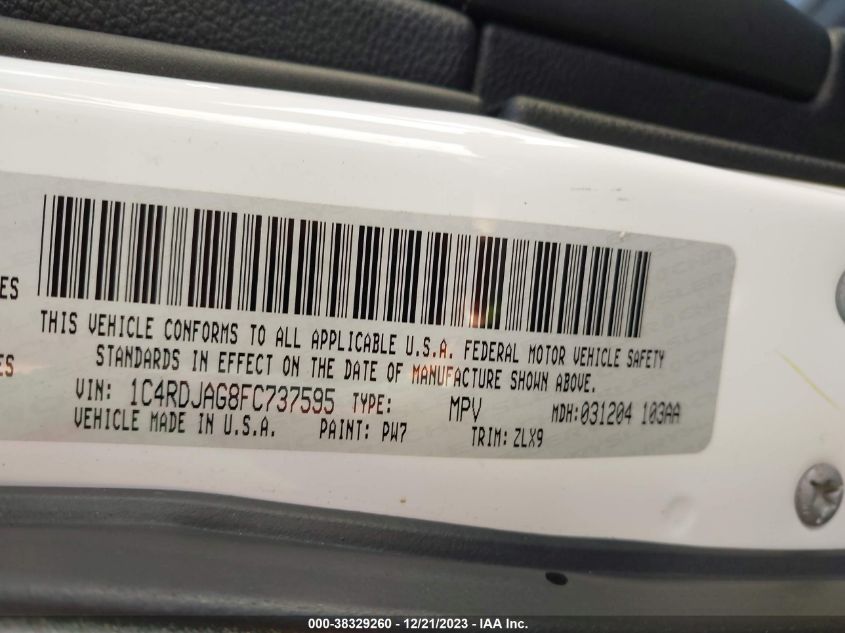 ES
THIS VEHICLE CONFORMS TO ALL APPLICABLE U.S.A. FEDERAL MOTOR VEHICLE SAFETY
ES
STANDARDS IN EFFECT ON THE DATE OF MANUFACTURE SHOWN ABOVE.
VIN: 1C4RDJAG8FC737595 TYPE: MPV MDH:031204 103AA
VEHICLE MADE IN U.S.A. PAINT: PW7 TRIM: ZLX9
000-38329260 - 12/21/2023 - IAA Inc.